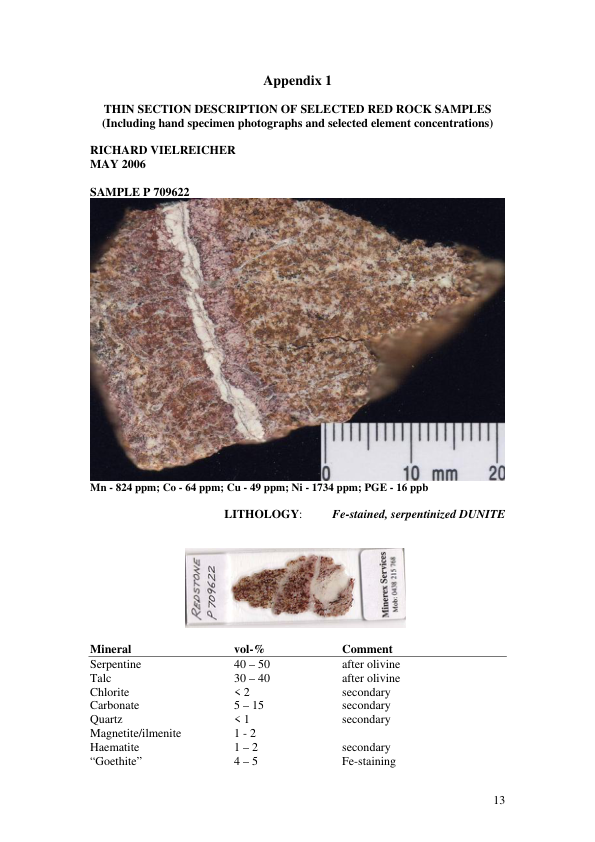 Appendix 1
THIN SECTION DESCRIPTION OF SELECTED RED ROCK SAMPLES
(Including hand specimen photographs and selected element concentrations)
RICHARD VIELREICHER
MAY 2006
SAMPLE P 709622
0 10 mm 20
Mn - 824 ppm; Co - 64 ppm; Cu - 49 ppm; Ni - 1734 ppm; PGE - 16 ppb
LITHOLOGY: Fe-stained, serpentinized DUNITE
REDSTONE
P709622
Minerex Services
Mob: 0438 215 768
Mineral vol-% Comment
Serpentine 40 – 50 after olivine
Talc 30 – 40 after olivine
Chlorite < 2 secondary
Carbonate 5 – 15 secondary
Quartz < 1 secondary
Magnetite/ilmenite 1 - 2
Haematite 1 – 2 secondary
“Goethite” 4 – 5 Fe-staining
13